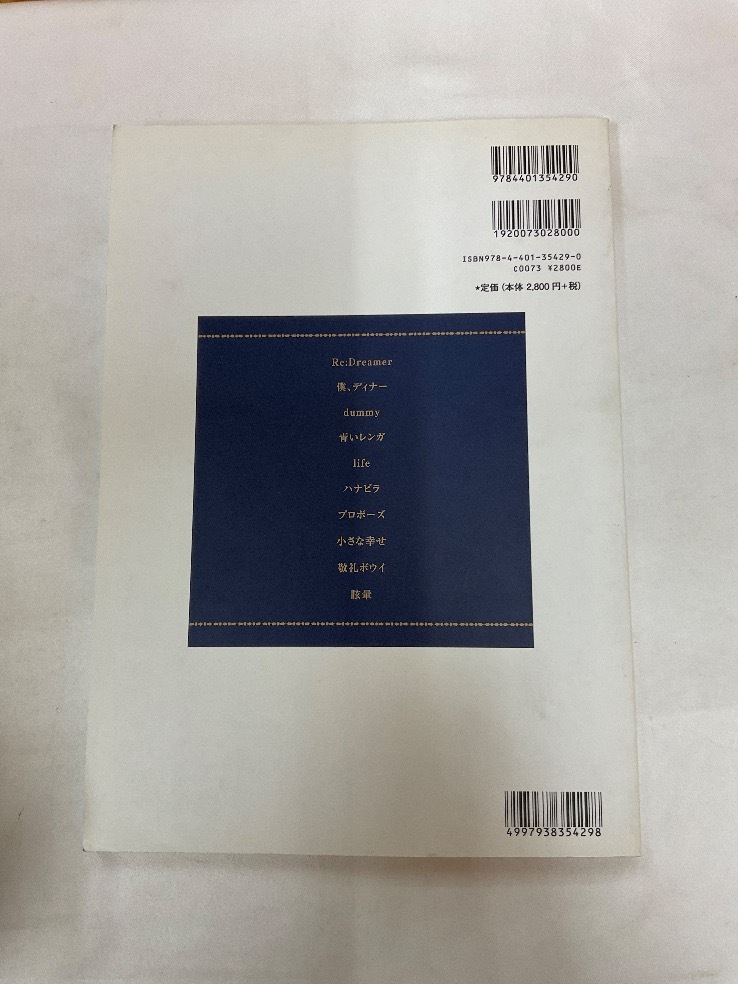 9784401354290
1920073028000
ISBN978-4-401-35429-0
C0073 ¥2800E
*定価(本体2,800円+税)
Re:Dreamer
僕、ディナー
dummy
青いレンガ
life
ハナビラ
プロポーズ
小さな幸せ
敬礼ボウイ
眩暈
4997938354298